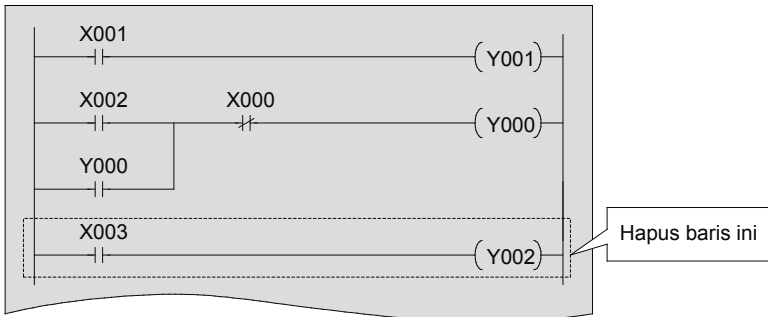 X001
Y001
X002 X000
Y000
Y000
X003
Y002
Hapus baris ini